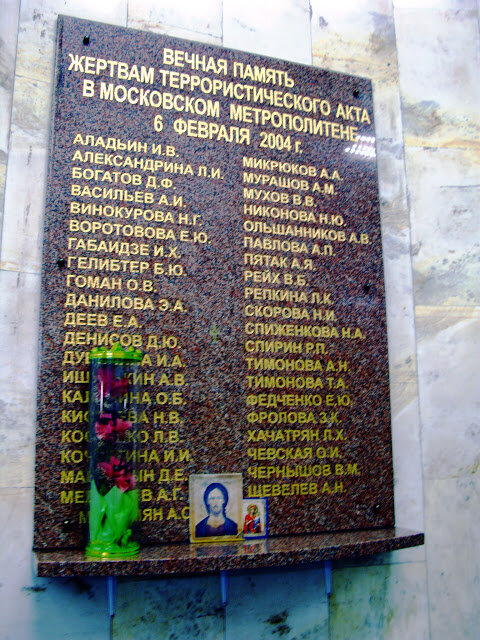 ВЕЧНАЯ ПАМЯТЬ
ЖЕРТВАМ ТЕРРОРИСТИЧЕСКОГО АКТА
В МОСКОВСКОМ МЕТРОПОЛИТЕНЕ
6 ФЕВРАЛЯ 2004 г.
АЛАДЬИН И.В.
АЛЕКСАНДРИНА Л.И.
БОГАТОВ Д.Ф.
ВАСИЛЬЕВ А.И.
ВИНОКУРОВА Н.Г.
ВОРОТОВОВА Е.Ю.
ГАБАИДЗЕ И.Х.
ГЕЛИБТЕР Б.Ю.
ГОМАН О.В.
ДАНИЛОВА Э.А.
ДЕЕВ Е.А.
ДЕНИСОВ Д.Ю.
И.А.
А.В.
О.Б.
Н.В.
Л.В.
И.И.
Д.Е.
А.Г.
МИКРЮКОВ А.А.
МУРАШОВ А.М.
МУХОВ В.В.
НИКОНОВА Н.Ю.
ОЛЬШАННИКОВ А.В.
ПАВЛОВА А.П.
ПЯТАК А.Я.
РЕЙХ В.Б.
РЕПКИНА Л.К.
СКОРОВА Н.И.
СПИЖЕНКОВА Н.А.
СПИРИН Р.П.
ТИМОНОВА А.Н.
ТИМОНОВА Т.А.
ФЕДЧЕНКО Е.Ю.
ФРОЛОВА З.К.
ХАЧАТРЯН Л.Х.
ЧЕВСКАЯ О.И.
ЧЕРНЫШОВ В.М.
ЩЕВЕЛЕВ А.Н.